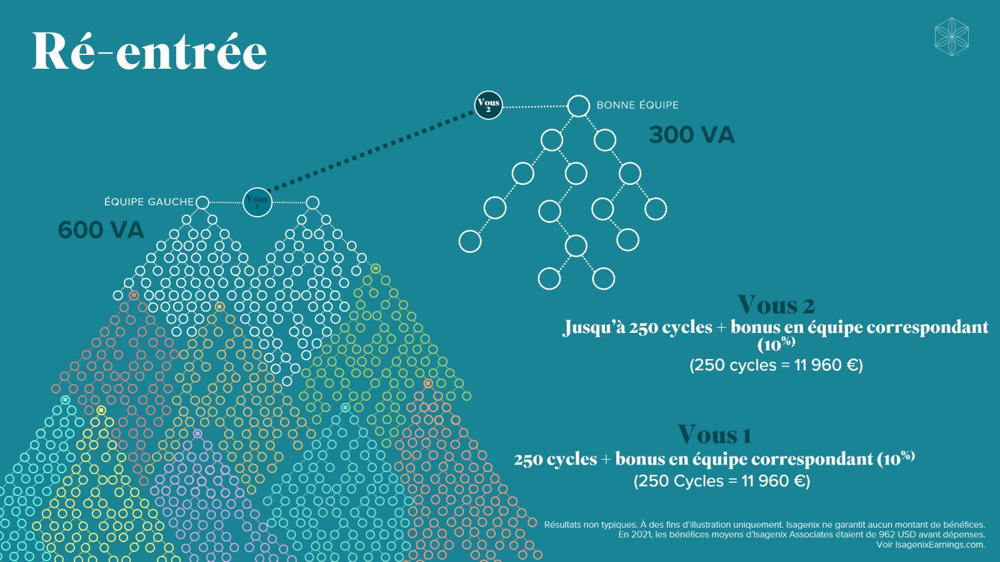 Ré-entrée
Vous
2
BONNE ÉQUIPE
300 VA
ÉQUIPE GAUCHE
Vous
1
600 VA
Vous 2
Jusqu’à 250 cycles + bonus en équipe correspondant
(10%)
(250 cycles = 11 960 €)
Vous 1
250 cycles + bonus en équipe correspondant (10%)
(250 Cycles = 11 960 €)
Résultats non typiques. À des fins d’illustration uniquement. Isagenix ne garantit aucun montant de bénéfices.
En 2021, les bénéfices moyens d’Isagenix Associates étaient de 962 USD avant dépenses.
Voir IsagenixEarnings.com.